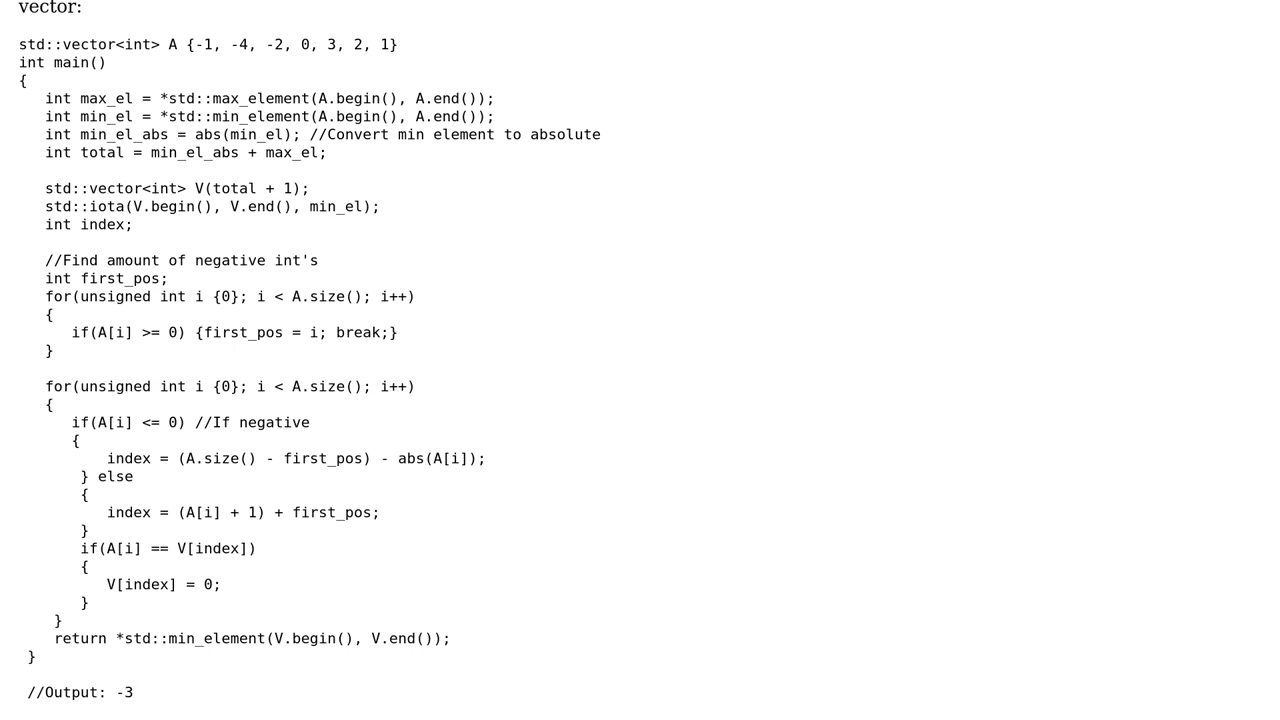 vector:
std::vector<int> A {-1, -4, -2, 0, 3, 2, 1}
int main()
{
   int max_el = *std::max_element(A.begin(), A.end());
   int min_el = *std::min_element(A.begin(), A.end());
   int min_el_abs = abs(min_el); //Convert min element to absolute
   int total = min_el_abs + max_el;

   std::vector<int> V(total + 1);
   std::iota(V.begin(), V.end(), min_el);
   int index;

   //Find amount of negative int's
   int first_pos;
   for(unsigned int i {0}; i < A.size(); i++)
   {
      if(A[i] >= 0) {first_pos = i; break;}
   }

   for(unsigned int i {0}; i < A.size(); i++)
   {
      if(A[i] <= 0) //If negative
      {
          index = (A.size() - first_pos) - abs(A[i]);
       } else
       {
          index = (A[i] + 1) + first_pos;
       }
       if(A[i] == V[index])
       {
          V[index] = 0;
       }
    }
    return *std::min_element(V.begin(), V.end());
 }

 //Output: -3